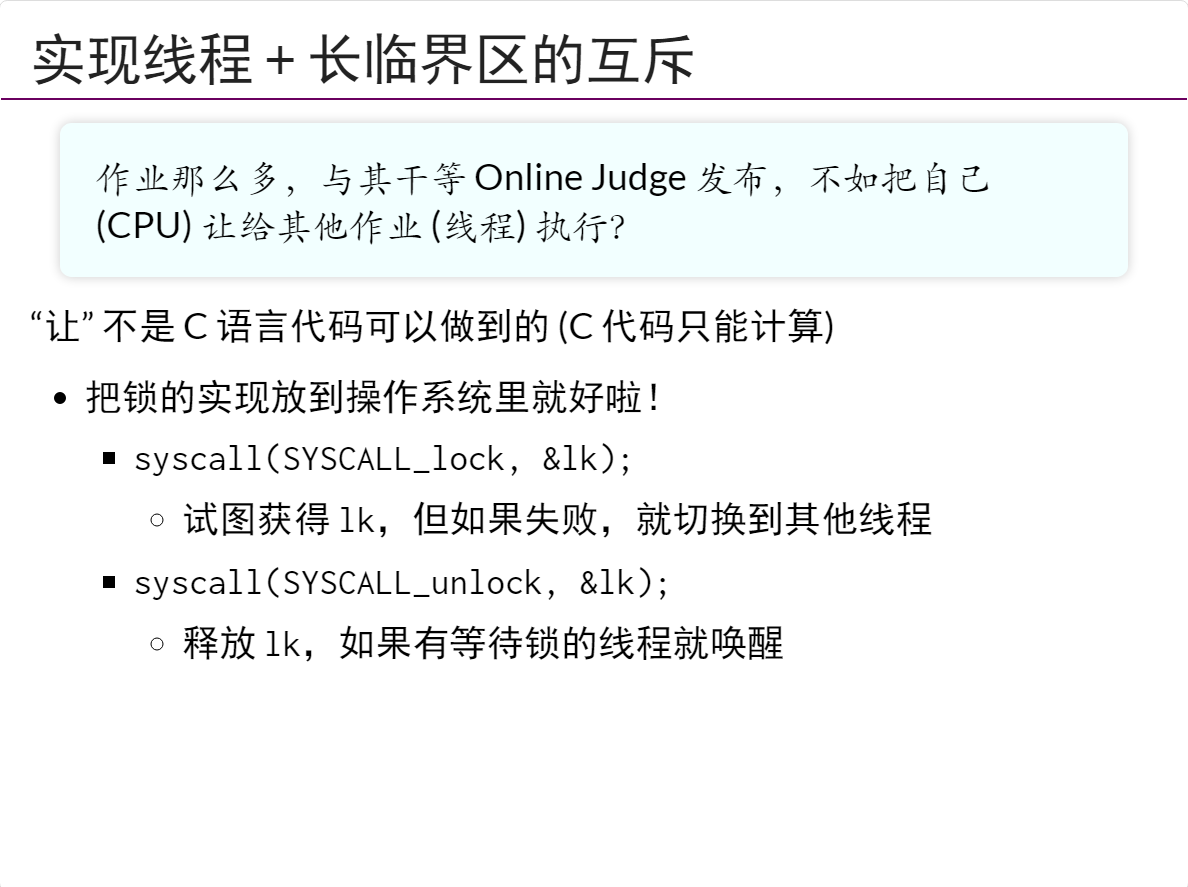 实现线程 + 长临界区的互斥
作业那么多，与其干等 Online Judge 发布，不如把自己
(CPU) 让给其他作业 (线程) 执行？
“让” 不是 C 语言代码可以做到的 (C 代码只能计算)
• 把锁的实现放到操作系统里就好啦！
▪ syscall(SYSCALL_lock, &lk);
◦ 试图获得 lk，但如果失败，就切换到其他线程
▪ syscall(SYSCALL_unlock, &lk);
◦ 释放 lk，如果有等待锁的线程就唤醒